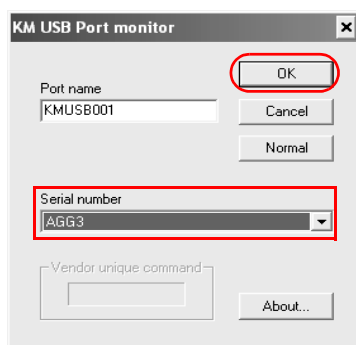 KM USB Port monitor
OK
Port name
KMUSB001
Cancel
Normal
Serial number
AGG3
Vendor unique command
About...